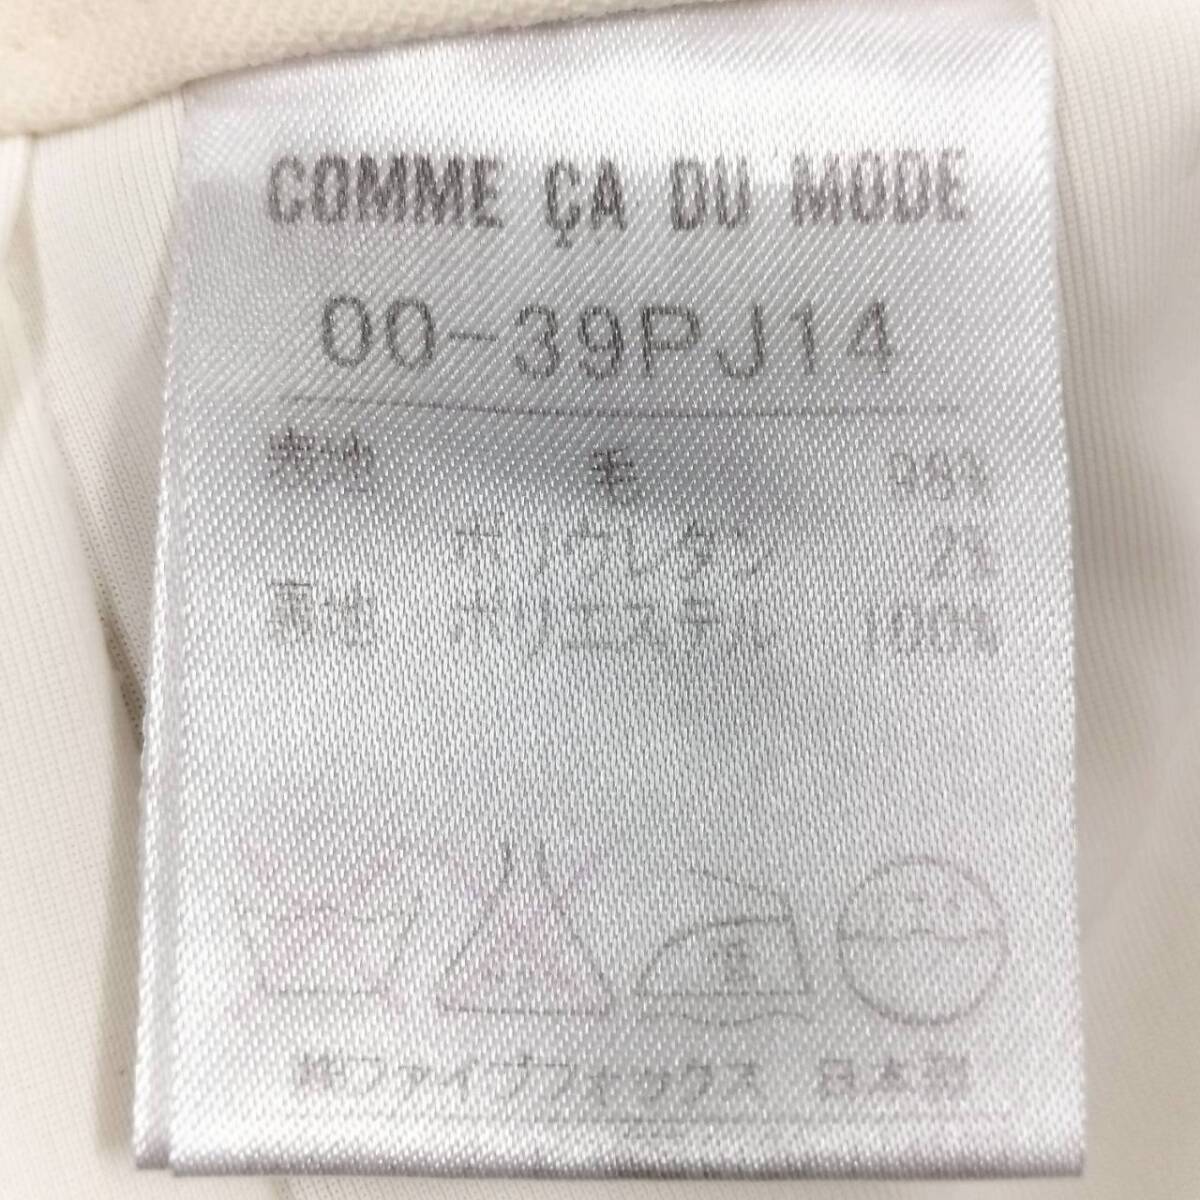 COMME ÇA DU MODE
00-39PJ14
表地 毛 98%
ポリウレタン 2%
裏地 ポリエステル 100%
中
㈱ファイブフォックス 日本製